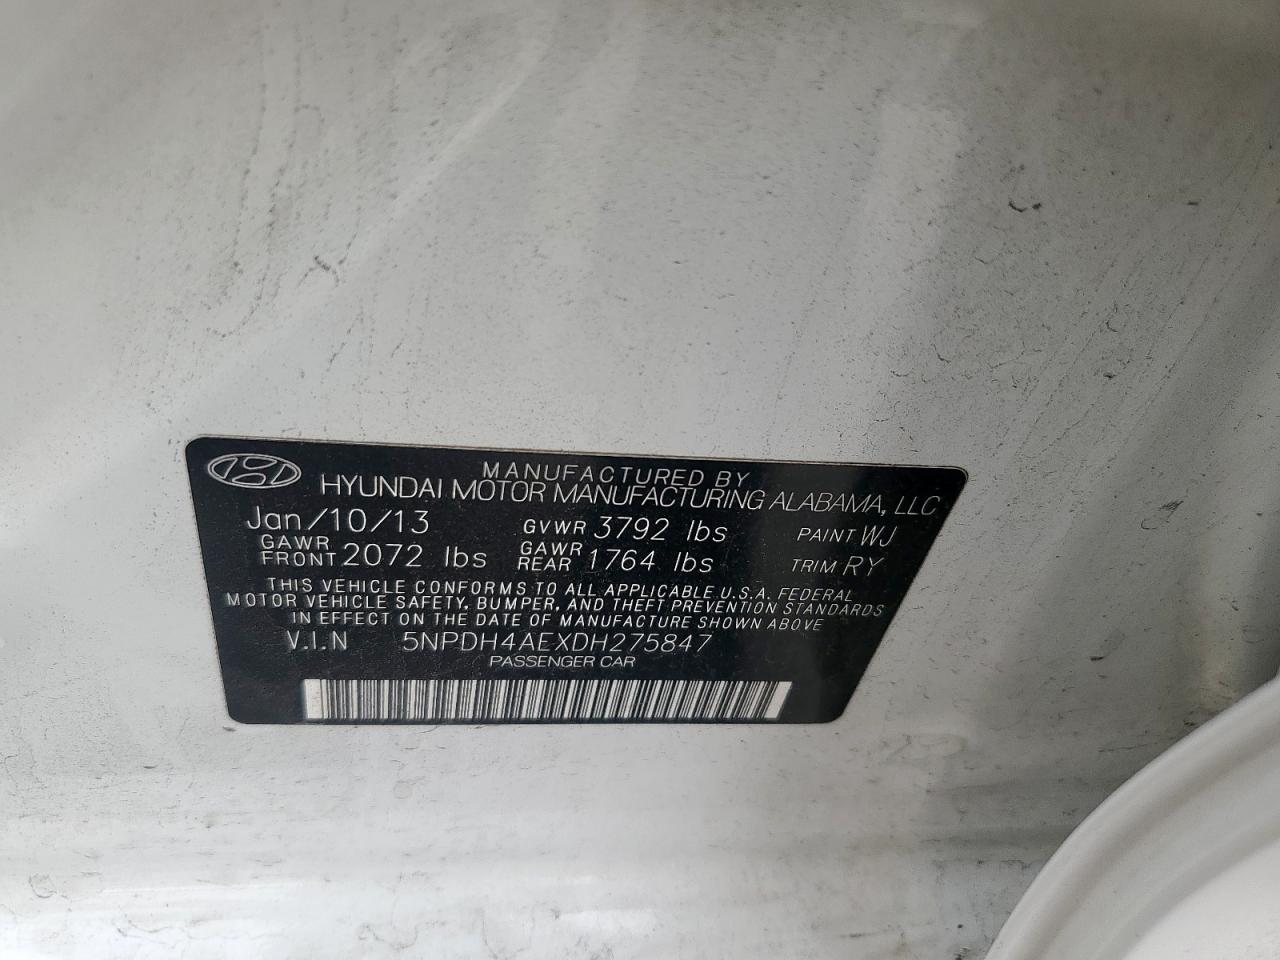 MANUFACTURED BY
HYUNDAI MOTOR MANUFACTURING ALABAMA, LLC
Jan/10/13 GVWR 3792 lbs PAINT WJ
GAWR FRONT 2072 lbs GAWR REAR 1764 lbs TRIM RY
THIS VEHICLE CONFORMS TO ALL APPLICABLE U.S.A. FEDERAL
MOTOR VEHICLE SAFETY, BUMPER, AND THEFT PREVENTION STANDARDS
IN EFFECT ON THE DATE OF MANUFACTURE SHOWN ABOVE
V.I.N 5NPDH4AEXDH275847
PASSENGER CAR